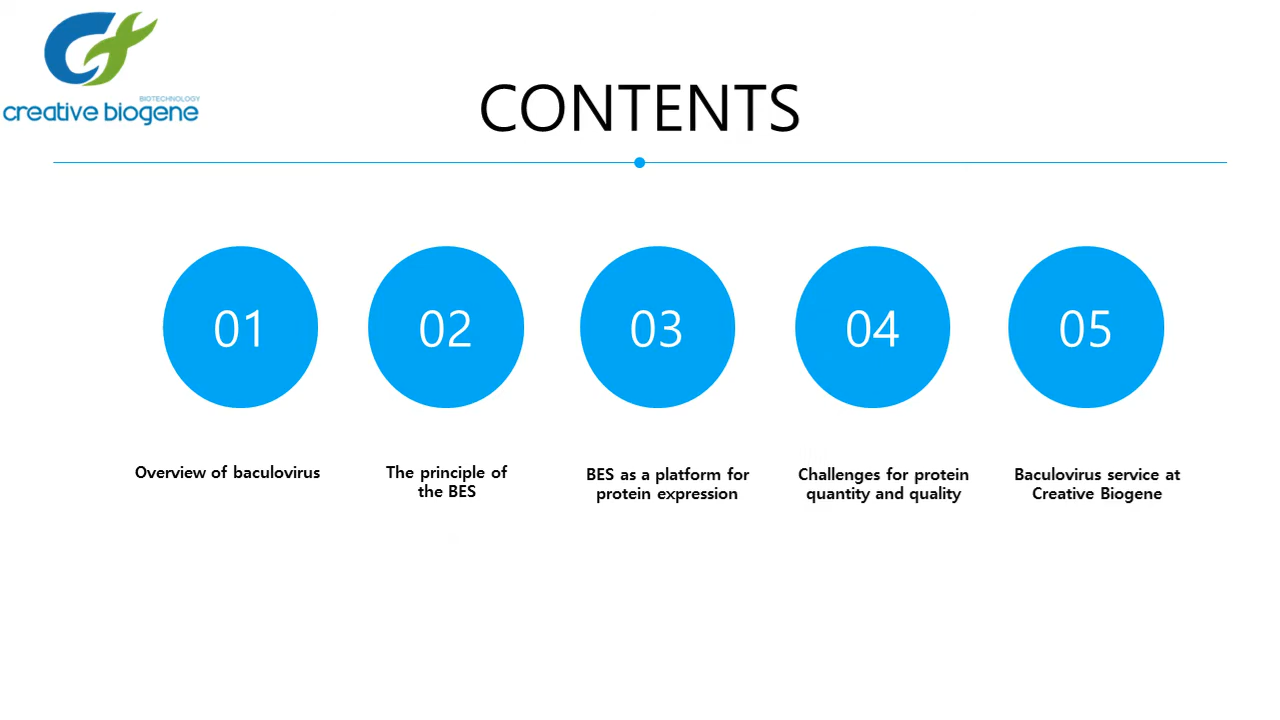 BIOTECHNOLOGY
creative biogene
CONTENTS
01
02
03
04
05
Overview of baculovirus
The principle of
the BES
BES as a platform for
protein expression
Challenges for protein
quantity and quality
Baculovirus service at
Creative Biogene